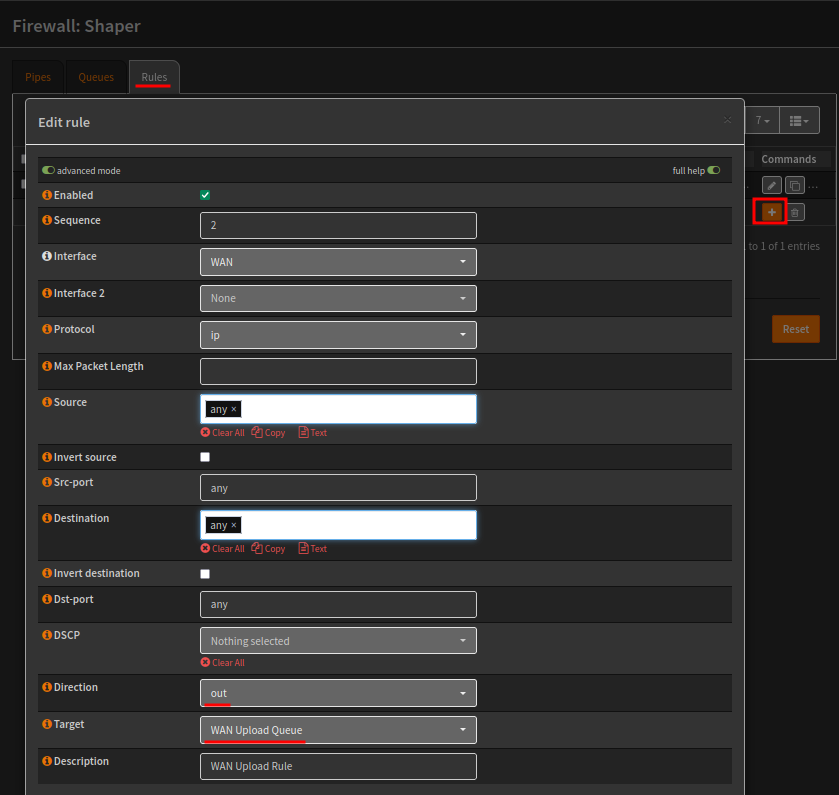 Firewall: Shaper
Pipes Queues Rules
Edit rule ×
7
Commands
advanced mode full help
Enabled
Sequence 2
Interface WAN
Interface 2 None
to 1 of 1 entries
Protocol ip
Reset
Max Packet Length
Source any ×
Clear All Copy Text
Invert source
Src-port any
Destination any ×
Clear All Copy Text
Invert destination
Dst-port any
DSCP Nothing selected
Clear All
Direction out
Target WAN Upload Queue
Description WAN Upload Rule